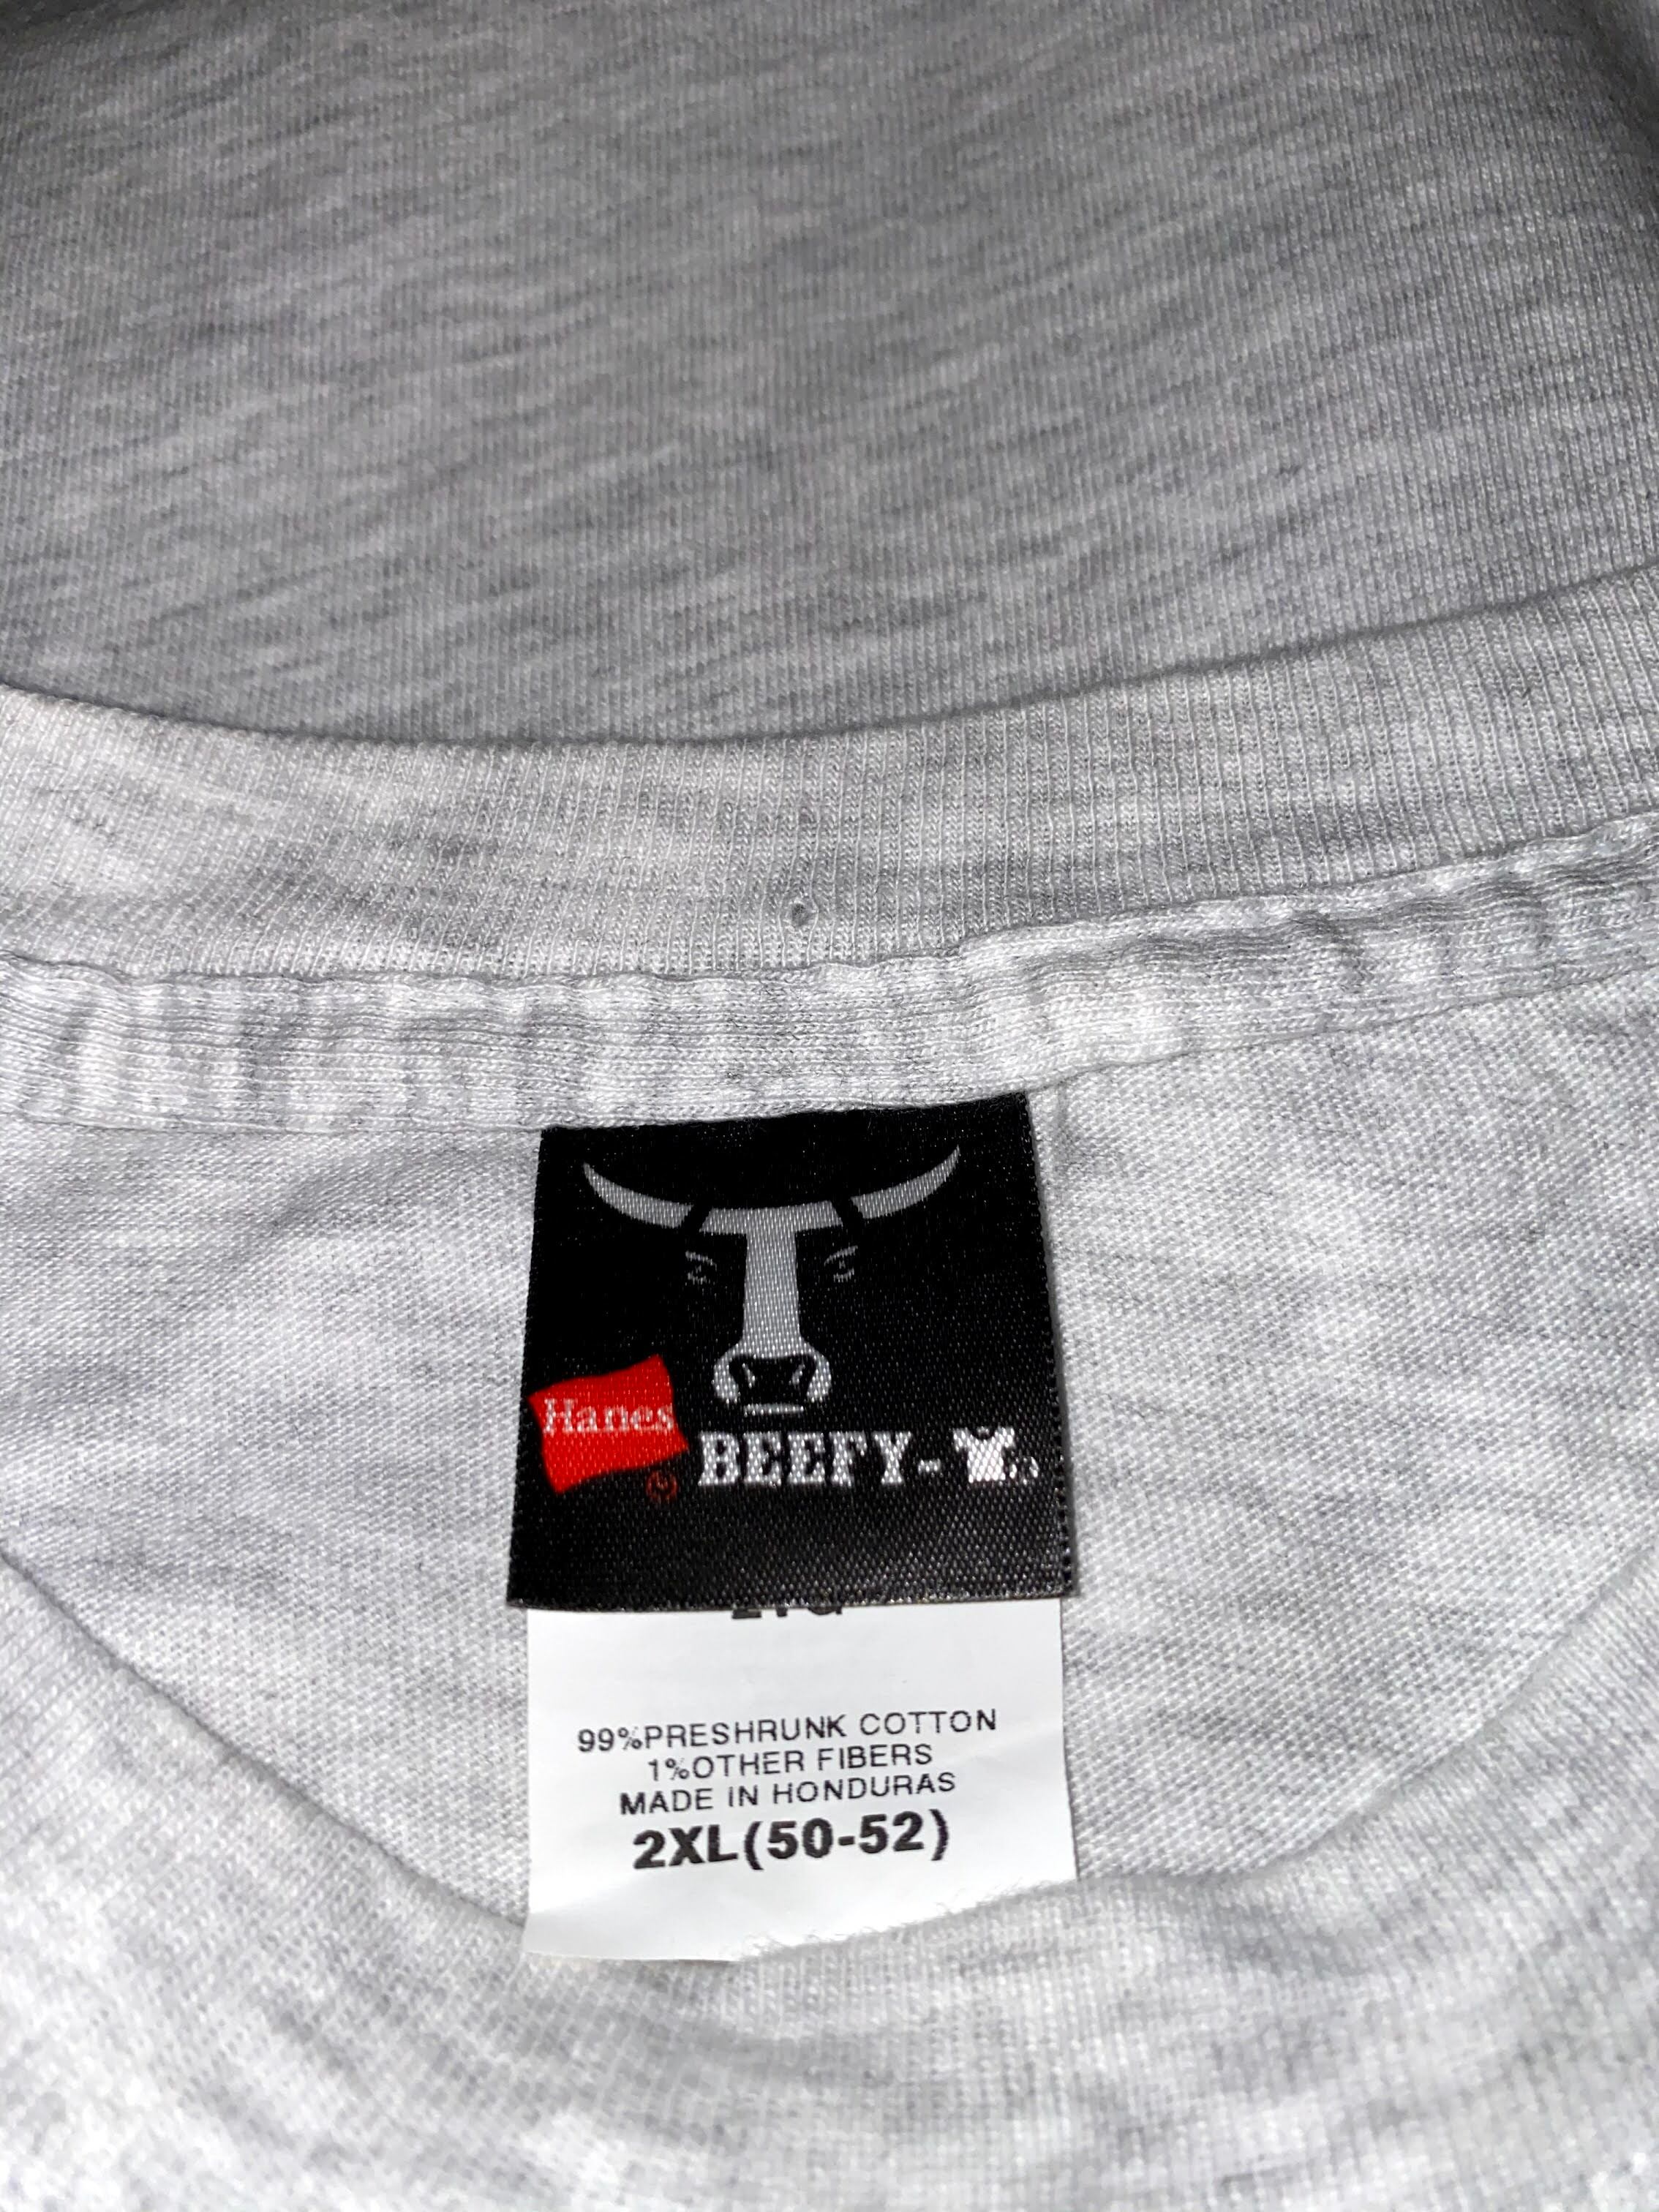 Hanes
BEEFY-
99%PRESHRUNK COTTON
1%OTHER FIBERS
MADE IN HONDURAS
2XL(50-52)